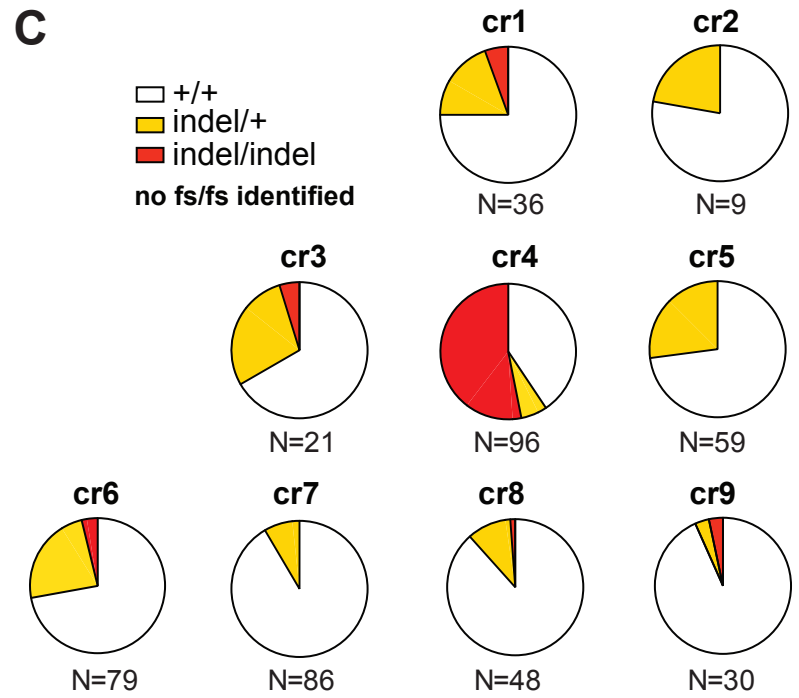 C
cr1
cr2
+/+
indel/+
indel/indel
no fs/fs identified
N=36
N=9
cr3
cr4
cr5
N=21
N=96
N=59
cr6
cr7
cr8
cr9
N=79
N=86
N=48
N=30